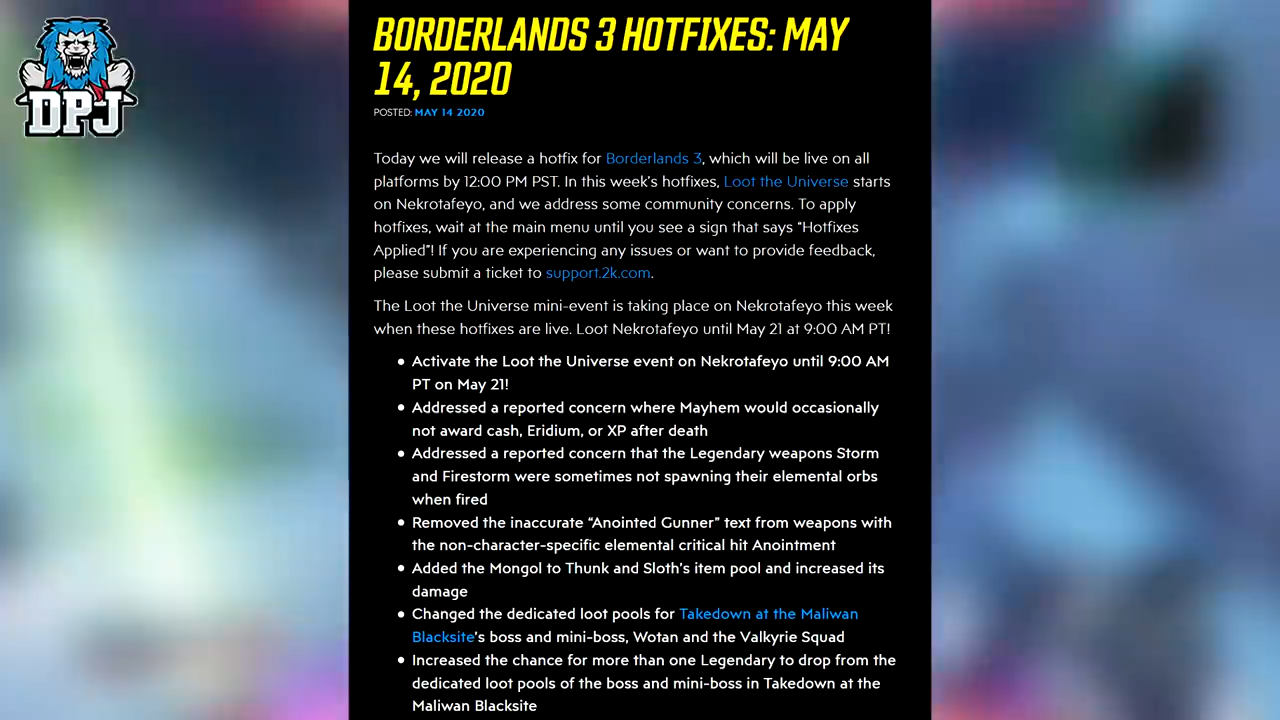 DPJ
BORDERLANDS 3 HOTFIXES: MAY
14, 2020
POSTED: MAY 14 2020
Today we will release a hotfix for Borderlands 3, which will be live on all
platforms by 12:00 PM PST. In this week's hotfixes, Loot the Universe starts
on Nekrotafeyo, and we address some community concerns. To apply
hotfixes, wait at the main menu until you see a sign that says “Hotfixes
Applied”! If you are experiencing any issues or want to provide feedback,
please submit a ticket to support.2k.com.
The Loot the Universe mini-event is taking place on Nekrotafeyo this week
when these hotfixes are live. Loot Nekrotafeyo until May 21 at 9:00 AM PT!
• Activate the Loot the Universe event on Nekrotafeyo until 9:00 AM
PT on May 21!
• Addressed a reported concern where Mayhem would occasionally
not award cash, Eridium, or XP after death
• Addressed a reported concern that the Legendary weapons Storm
and Firestorm were sometimes not spawning their elemental orbs
when fired
• Removed the inaccurate “Anointed Gunner” text from weapons with
the non-character-specific elemental critical hit Anointment
• Added the Mongol to Thunk and Sloth's item pool and increased its
damage
• Changed the dedicated loot pools for Takedown at the Maliwan
Blacksite's boss and mini-boss, Wotan and the Valkyrie Squad
• Increased the chance for more than one Legendary to drop from the
dedicated loot pools of the boss and mini-boss in Takedown at the
Maliwan Blacksite